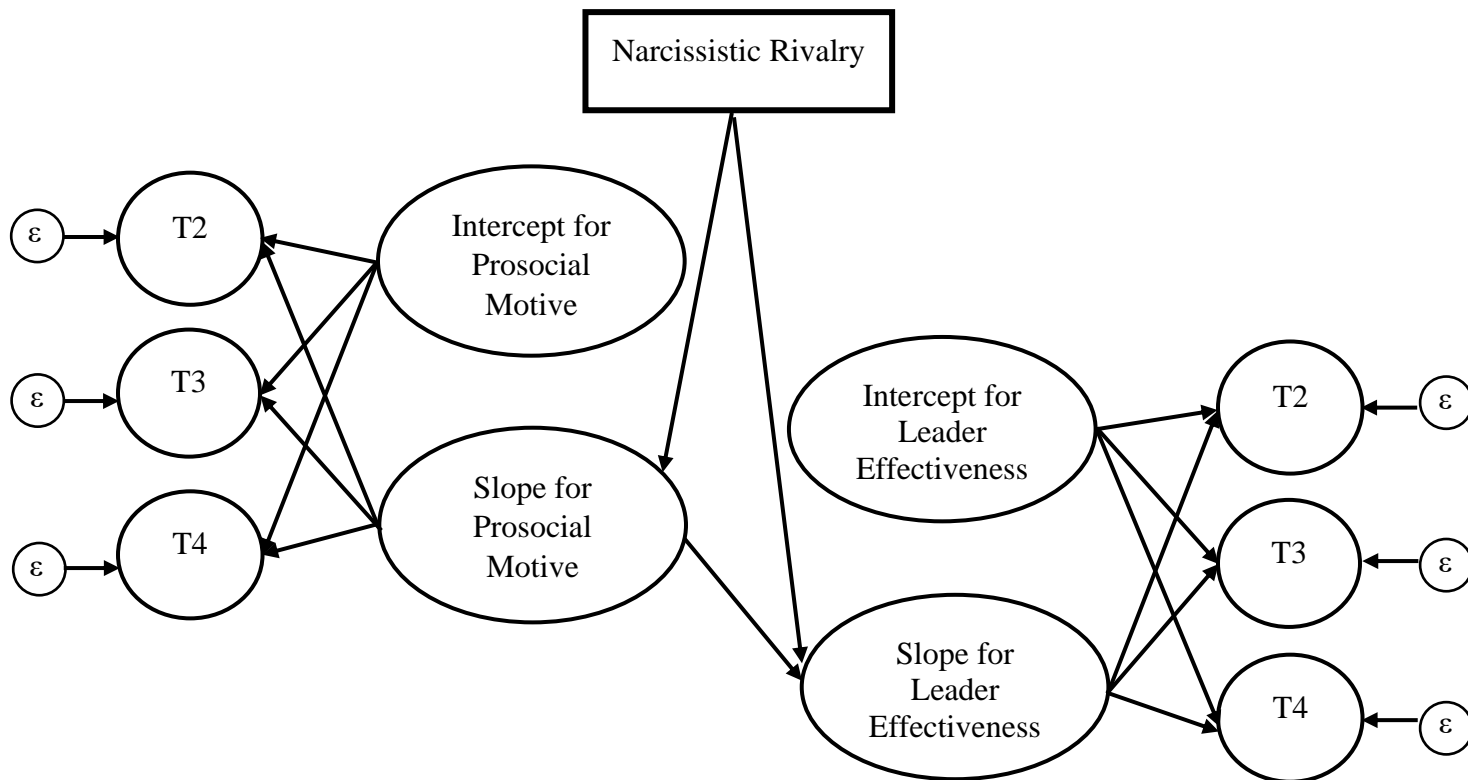 Narcissistic Rivalry
ε
T2
Intercept for
Prosocial
Motive
ε
T3
ε
T4
Slope for
Prosocial
Motive
Intercept for
Leader
Effectiveness
T2
ε
T3
ε
Slope for
Leader
Effectiveness
T4
ε